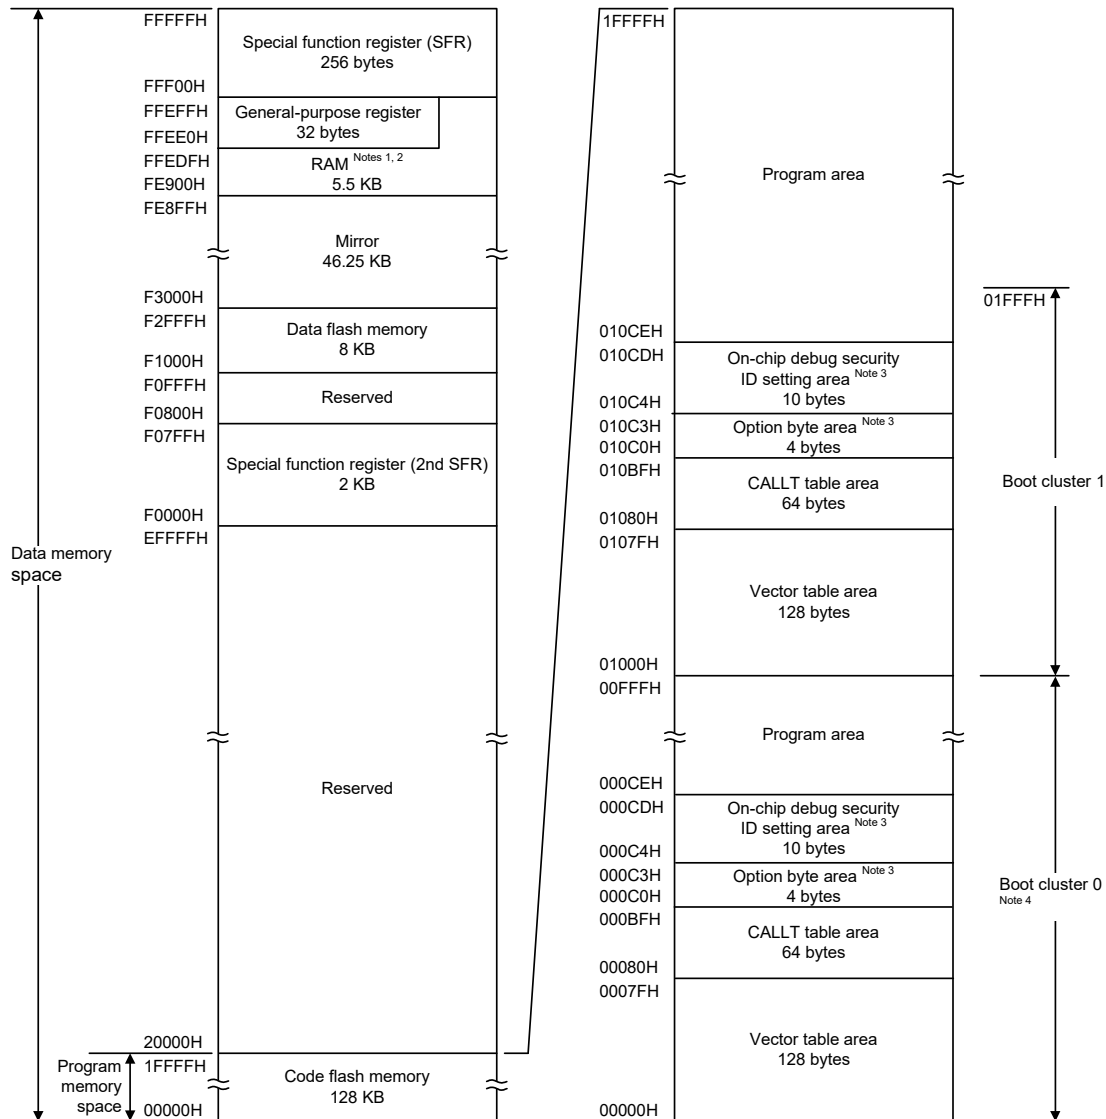 FFFFFH
Special function register (SFR)
256 bytes
FFF00H
FFEFFH
General-purpose register
32 bytes
FFEE0H
FFEDFH
RAM Notes 1, 2
5.5 KB
FE900H
FE8FFH
Mirror
46.25 KB
F3000H
F2FFFH
Data flash memory
8 KB
F1000H
F0FFFH
Reserved
F0800H
F07FFH
Special function register (2nd SFR)
2 KB
F0000H
EFFFFH
Data memory
space
Reserved
20000H
1FFFFH
Program
memory
space
Code flash memory
128 KB
00000H
1FFFFH
Program area
01FFFH
010CEH
010CDH
On-chip debug security
ID setting area Note 3
10 bytes
010C4H
010C3H
Option byte area Note 3
4 bytes
010C0H
010BFH
CALLT table area
64 bytes
Boot cluster 1
01080H
0107FH
Vector table area
128 bytes
01000H
00FFFH
Program area
000CEH
000CDH
On-chip debug security
ID setting area Note 3
10 bytes
000C4H
000C3H
Option byte area Note 3
4 bytes
000C0H
000BFH
Boot cluster 0
Note 4
CALLT table area
64 bytes
00080H
0007FH
Vector table area
128 bytes
00000H